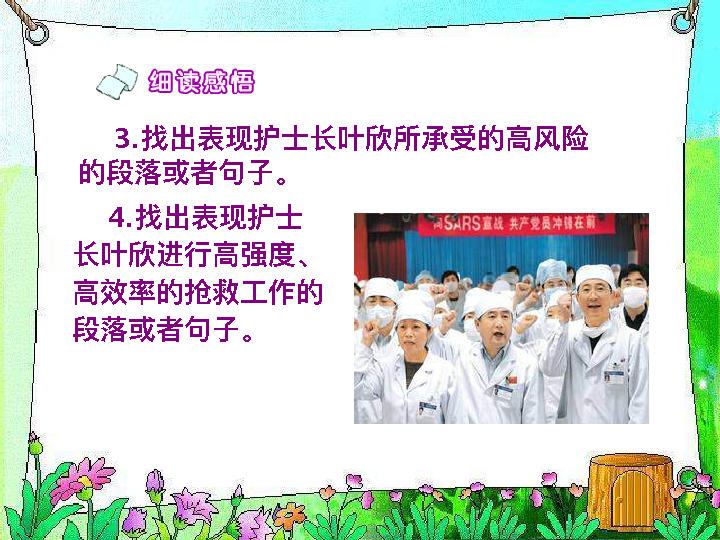 细读感悟
3.找出表现护士长叶欣所承受的高风险
的段落或者句子。
4.找出表现护士
长叶欣进行高强度、
高效率的抢救工作的
段落或者句子。
向SARS宣战 共产党员冲锋在前